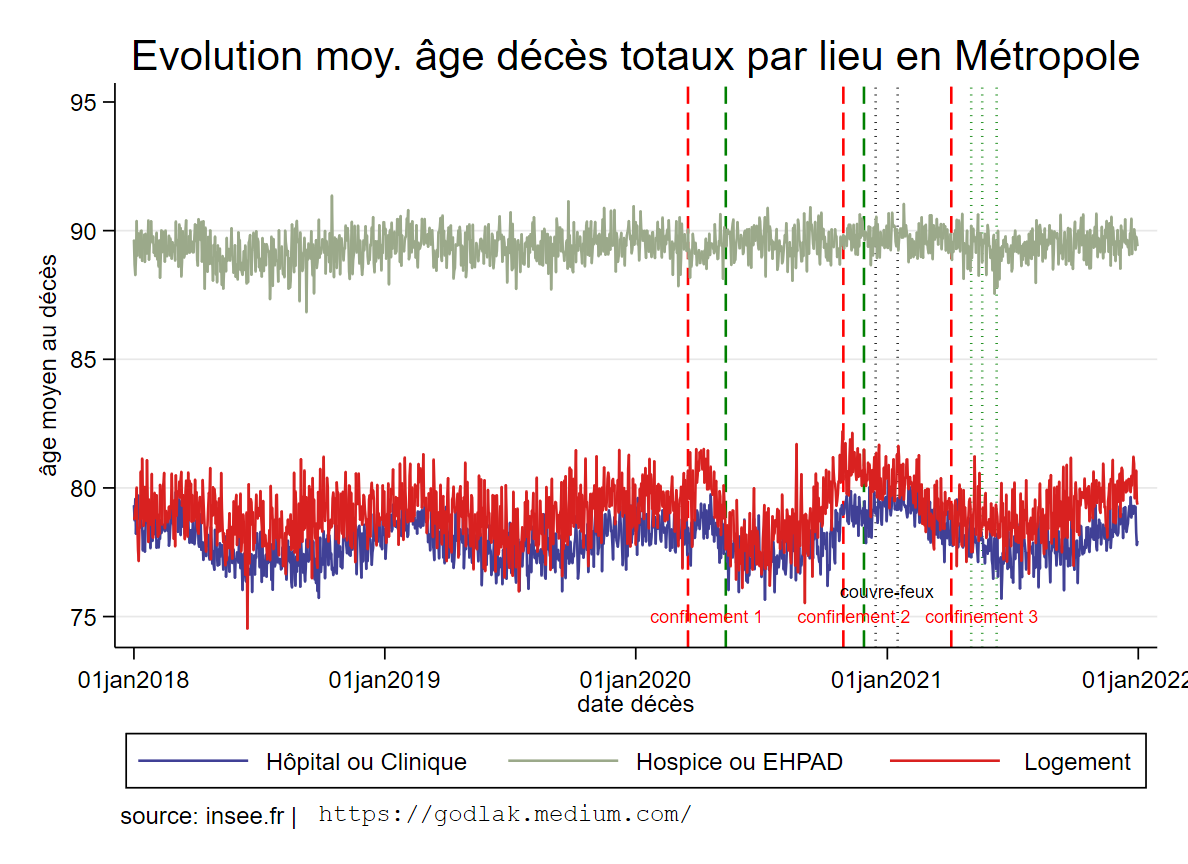 Evolution moy. âge décès totaux par lieu en Métropole
âge moyen au décès
95
90
85
80
75
couvre-feux
confinement 1
confinement 2
confinement 3
01jan2018
01jan2019
01jan2020
01jan2021
01jan2022
date décès
Hôpital ou Clinique
Hospice ou EHPAD
Logement
source: insee.fr | https://godlak.medium.com/